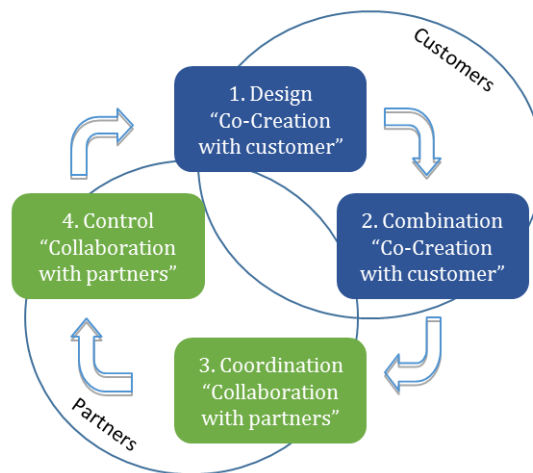 Customers
1. Design
“Co-Creation
with customer”
2. Combination
“Co-Creation
with customer”
3. Coordination
“Collaboration
with partners”
4. Control
“Collaboration
with partners”
Partners